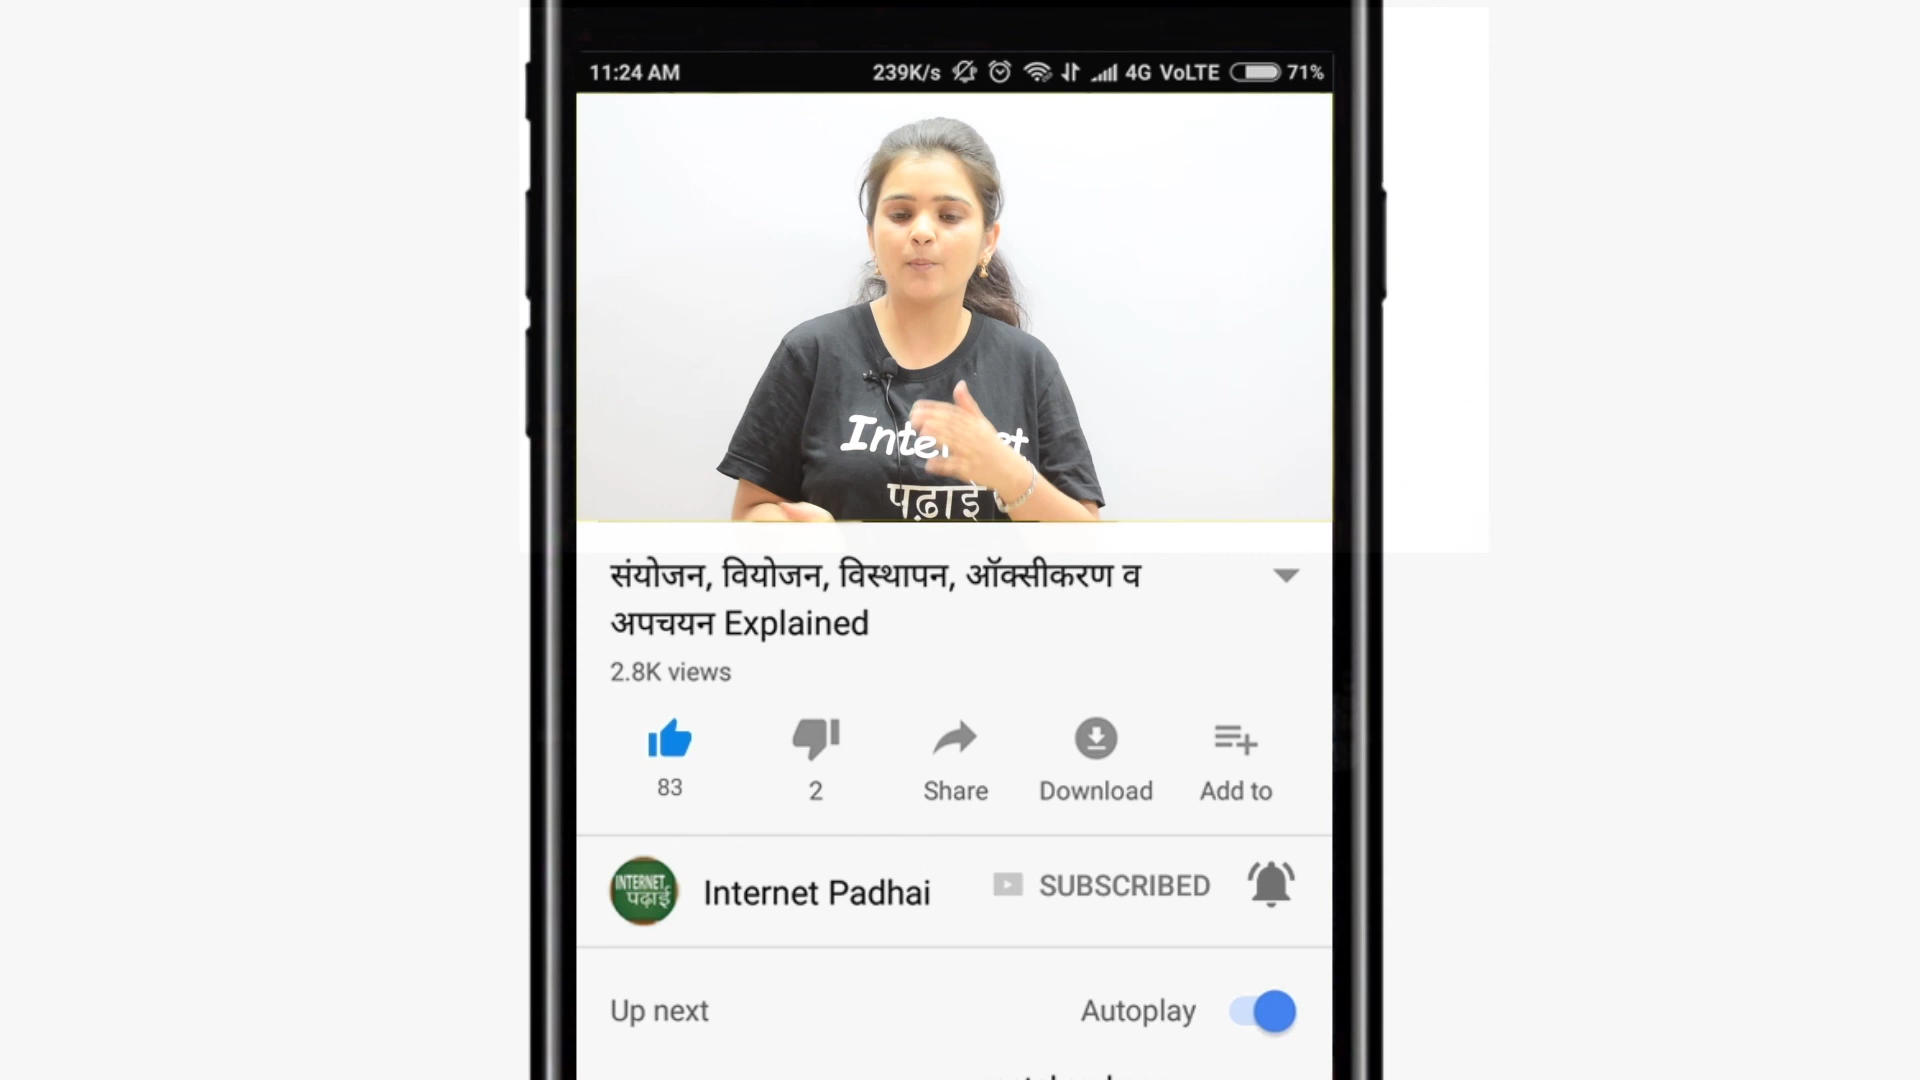 11:24 AM 239K/s 4G VoLTE 71%
पढ़ाई
संयोजन, वियोजन, विस्थापन, ऑक्सीकरण व
अपचयन Explained
2.8K views
83 2 Share Download Add to
INTERNET
पढ़ाई
Internet Padhai SUBSCRIBED
Up next Autoplay